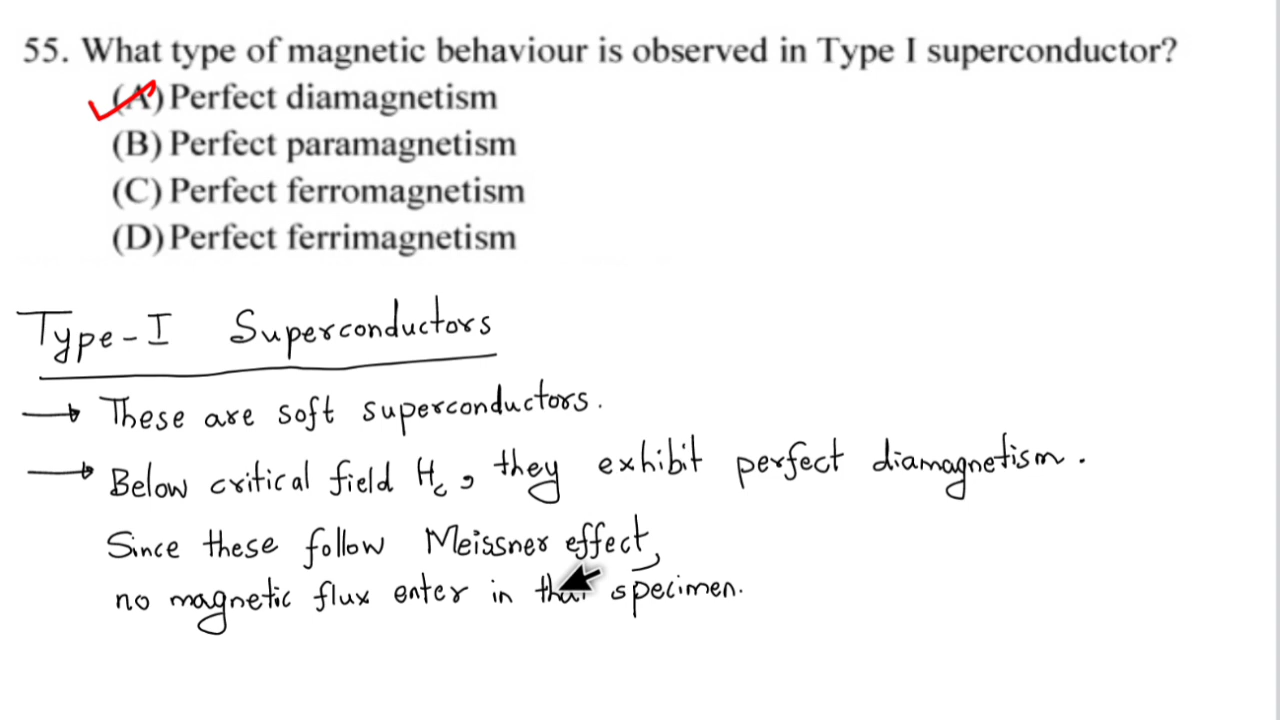 55. What type of magnetic behaviour is observed in Type I superconductor?
(A) Perfect diamagnetism
(B) Perfect paramagnetism
(C) Perfect ferromagnetism
(D) Perfect ferrimagnetism
Type-I Superconductors
→ These are soft superconductors.
→ Below critical field Hc, they exhibit perfect diamagnetism.
Since these follow Meissner effect,
no magnetic flux enter in specimen.